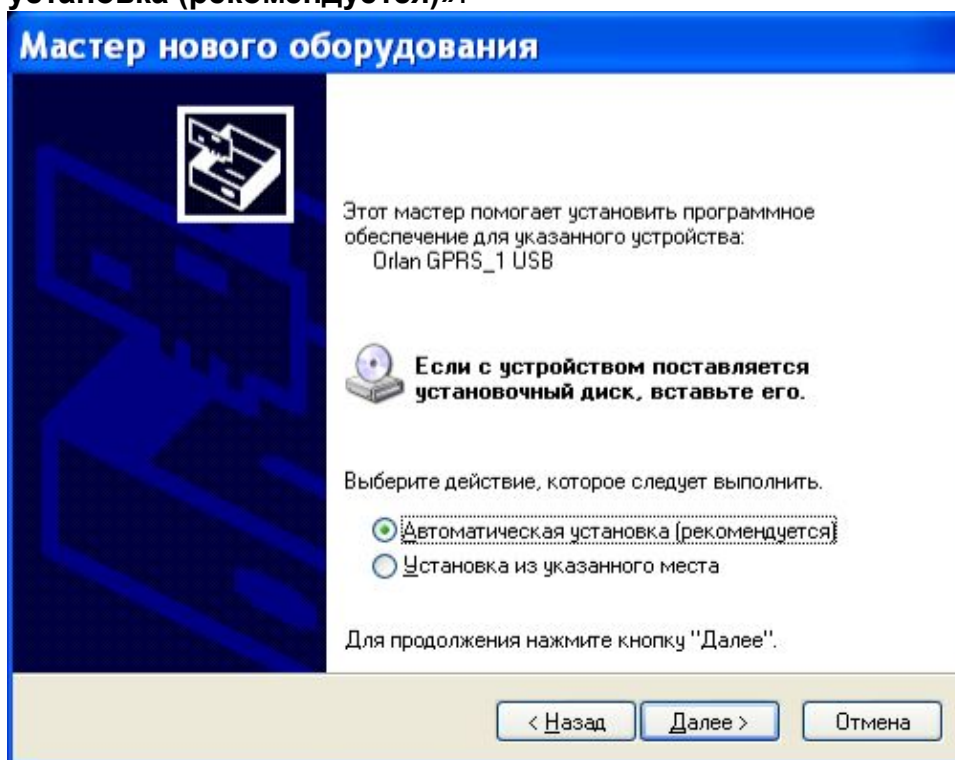 установка (рекомендуется)».
Мастер нового оборудования
Этот мастер помогает установить программное
обеспечение для указанного устройства:
Orlan GPRS_1 USB
Если с устройством поставляется
установочный диск, вставьте его.
Выберите действие, которое следует выполнить.
Автоматическая установка (рекомендуется)
Установка из указанного места
Для продолжения нажмите кнопку "Далее".
< Назад Далее > Отмена